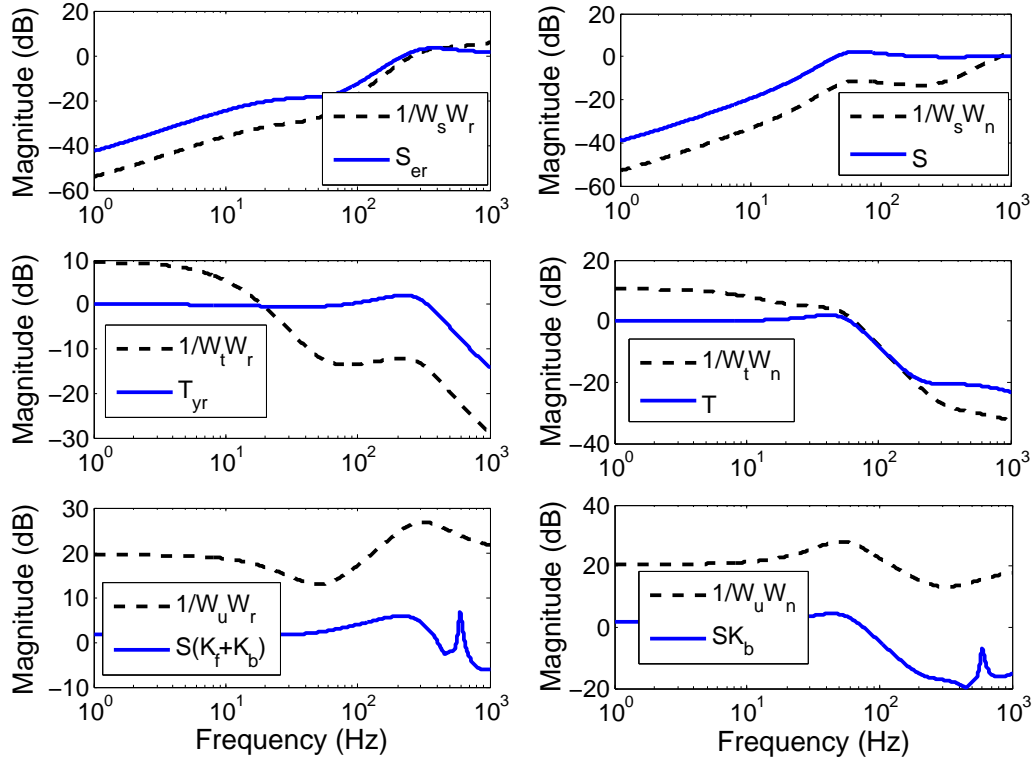 Magnitude (dB)
20
0
−20
−40
−60
1/W_sW_r
S_er
10^0
10^1
10^2
10^3
Magnitude (dB)
20
0
−20
−40
−60
1/W_sW_n
S
10^0
10^1
10^2
10^3
Magnitude (dB)
10
0
−10
−20
−30
1/W_tW_r
T_yr
10^0
10^1
10^2
10^3
Magnitude (dB)
20
0
−20
−40
1/W_tW_n
T
10^0
10^1
10^2
10^3
Magnitude (dB)
30
20
10
0
−10
1/W_uW_r
S(K_f+K_b)
10^0
10^1
10^2
10^3
Frequency (Hz)
Magnitude (dB)
40
20
0
−20
1/W_uW_n
SK_b
10^0
10^1
10^2
10^3
Frequency (Hz)